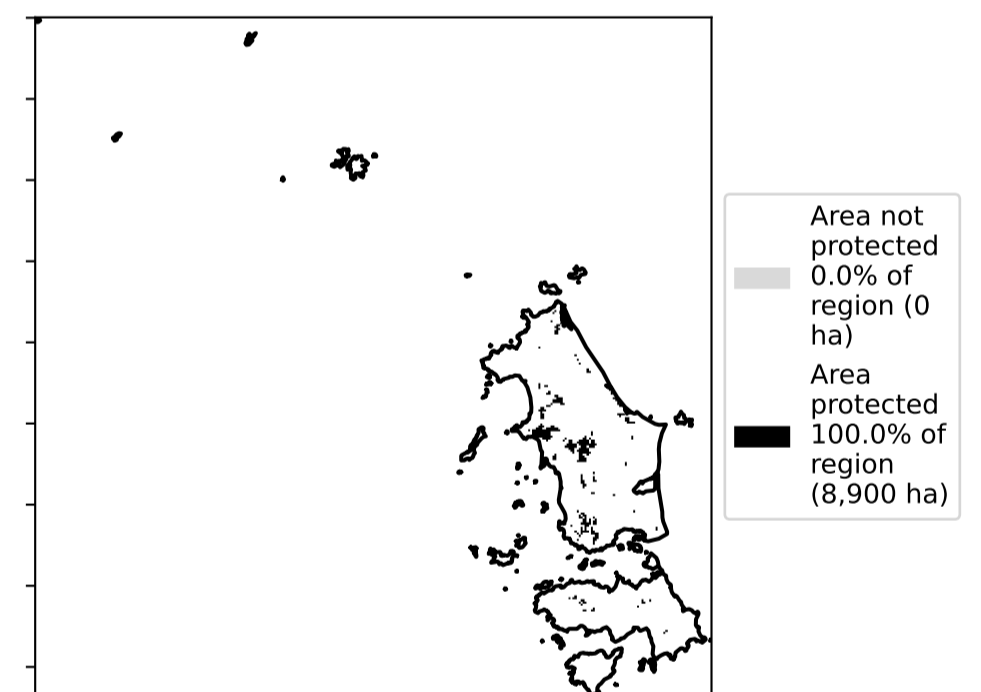 Area not
protected
0.0% of
region (0
ha)
Area
protected
100.0% of
region
(8,900 ha)